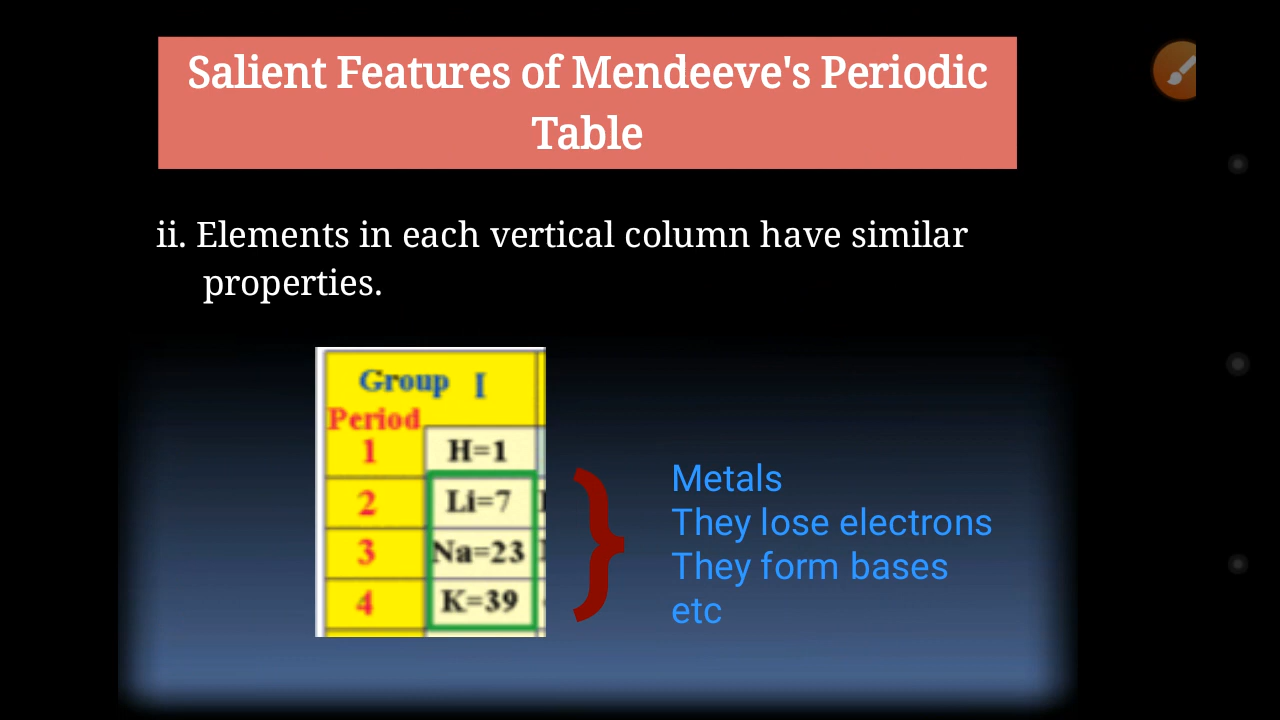 Salient Features of Mendeeve's Periodic
Table
ii. Elements in each vertical column have similar
properties.
Group I
Period
1 H=1
2 Li=7
3 Na=23
4 K=39
Metals
They lose electrons
They form bases
etc